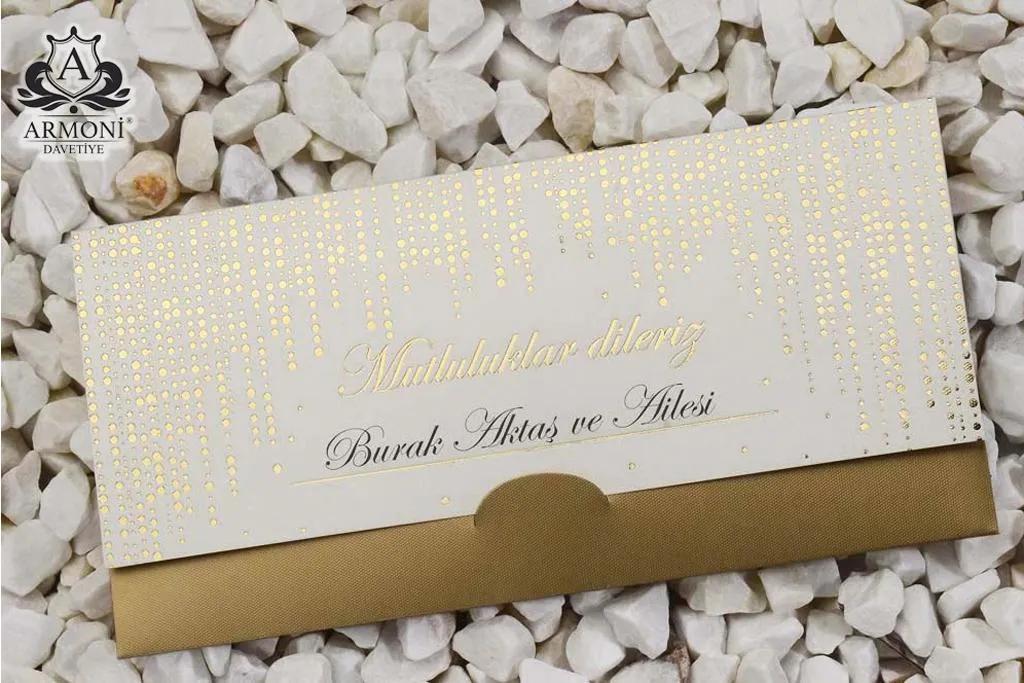 A
ARMONİ®
DAVETİYE
Mutluluklar dileriz
Burak Aktaş ve Ailesi